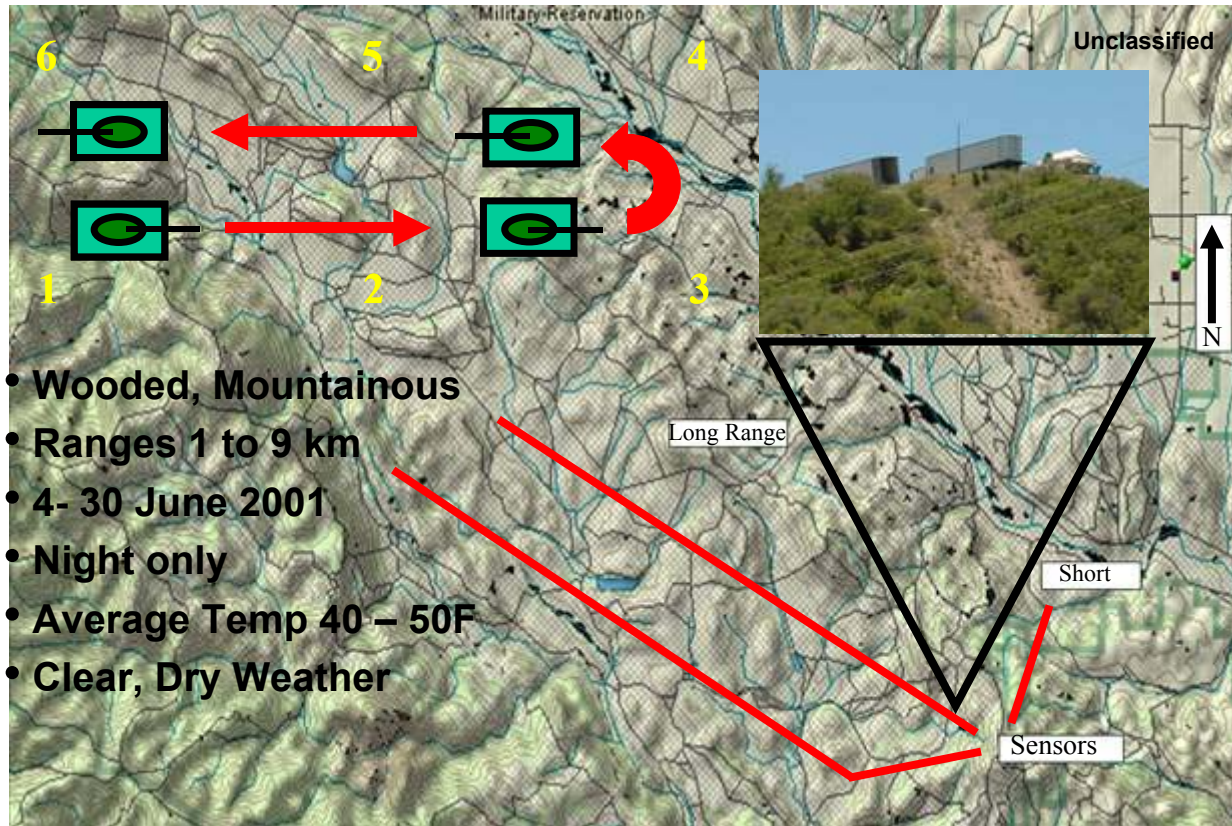 Military Reservation
Unclassified
6
5
4
1
2
3
N
• Wooded, Mountainous
• Ranges 1 to 9 km
• 4- 30 June 2001
• Night only
• Average Temp 40 – 50F
• Clear, Dry Weather
Long Range
Short
Sensors